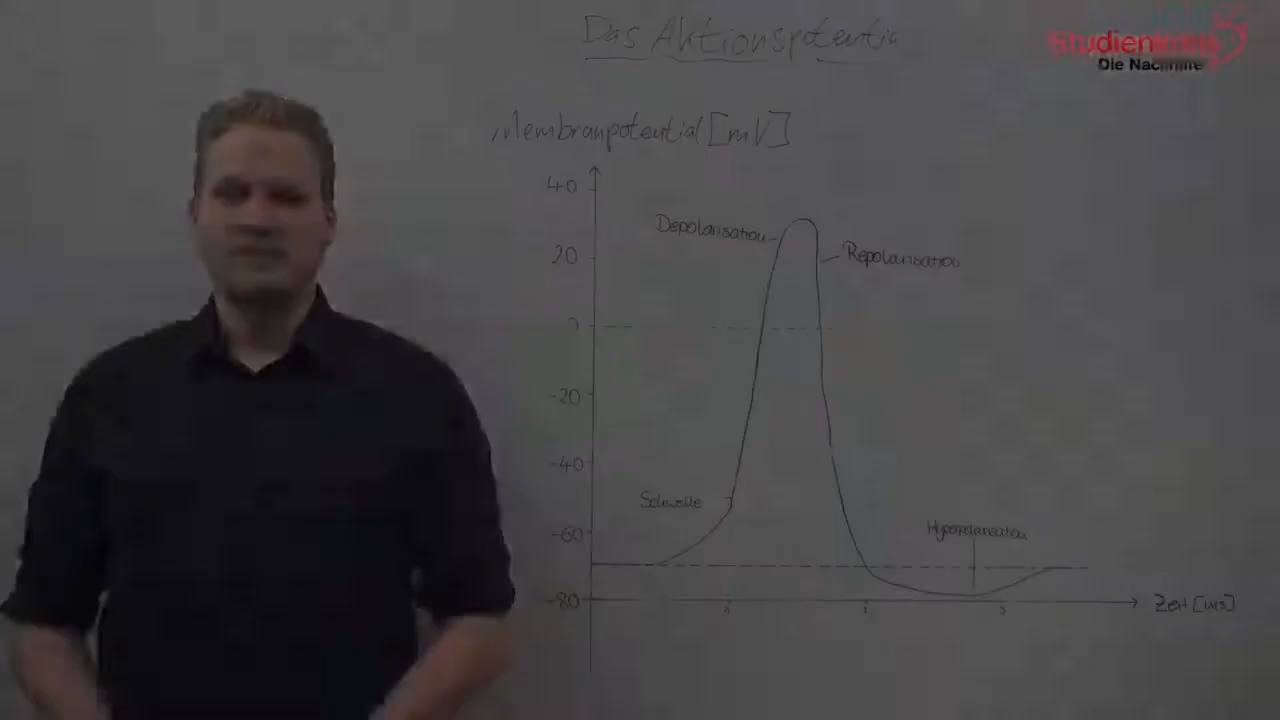 Das Aktionspotential
Studienkreis
Die Nachhilfe
Membranpotential [mV]
40
Depolarisation
20
Repolarisation
0
-20
-40
Schwelle
-60
Hyperpolarisation
-80
Zeit [ms]